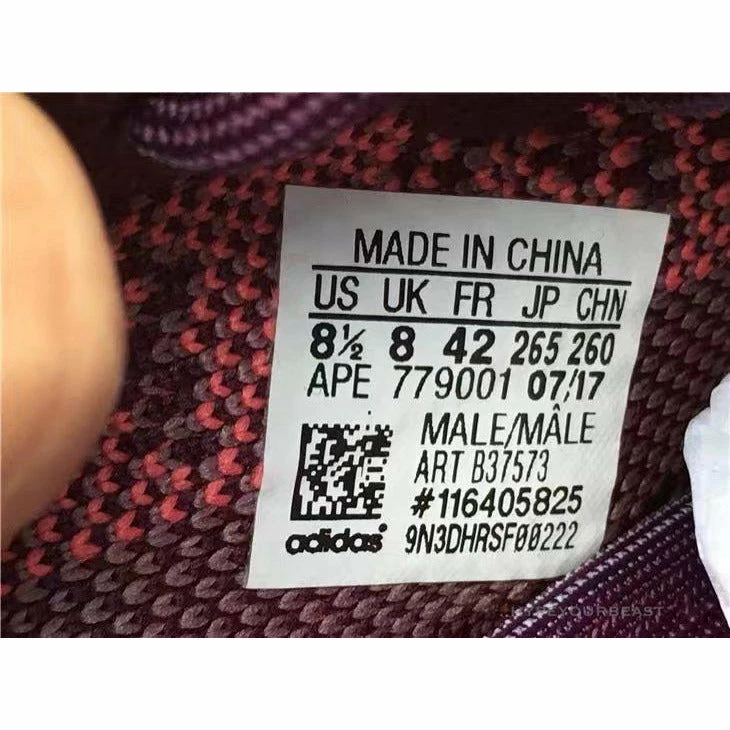 MADE IN CHINA
US UK FR JP CHN
8½ 8 42 265 260
APE 779001 07/17
MALE/MÂLE
ART B37573
#116405825
adidas 9N3DHRSF00222